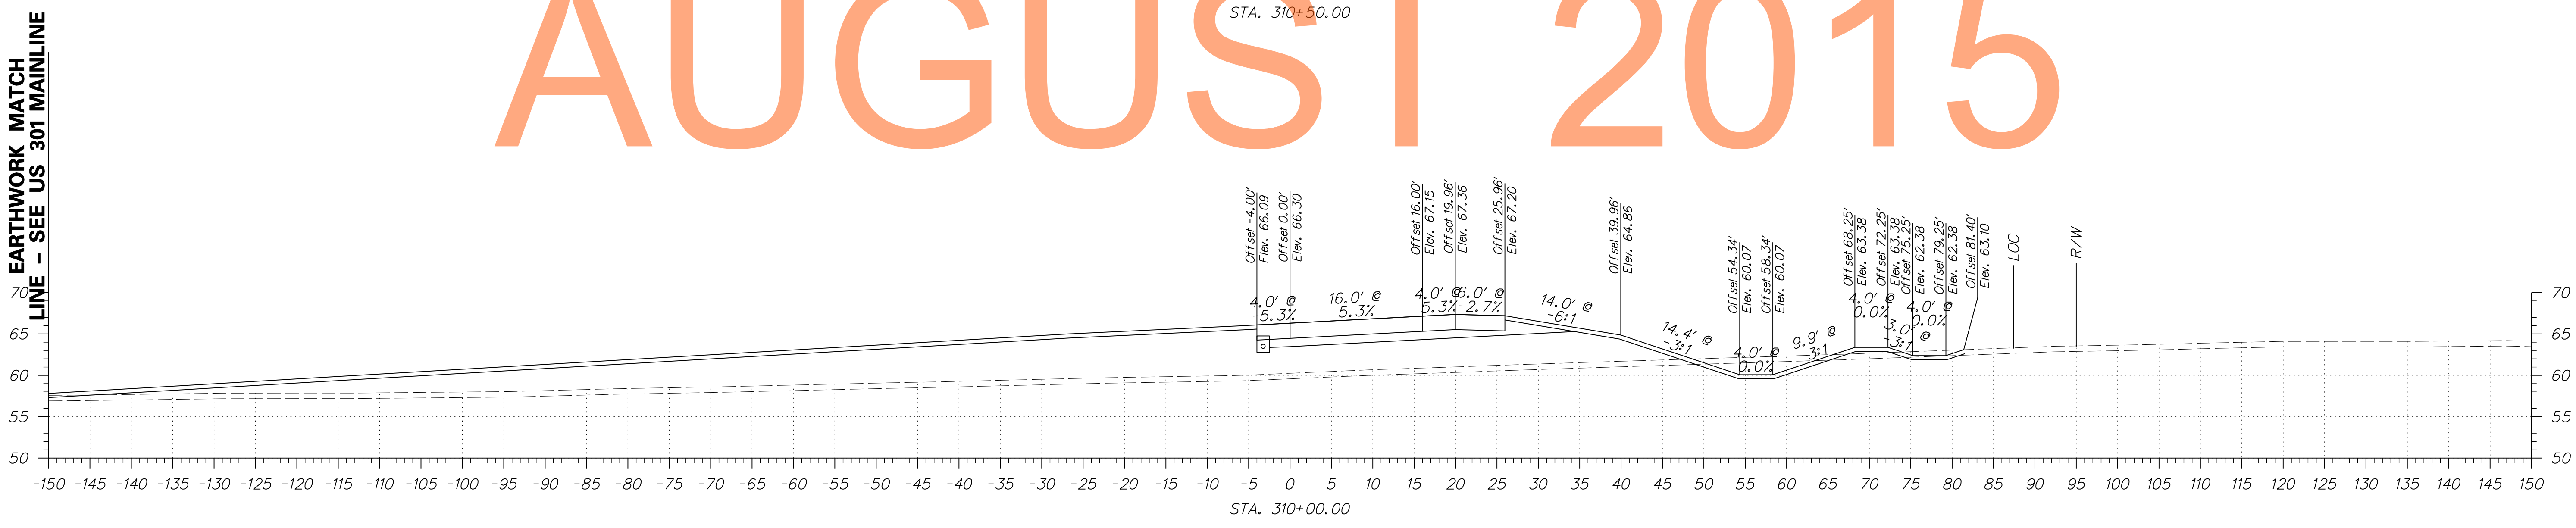 STA. 310+50.00
AUGUST 2015
EARTHWORK MATCH
LINE - SEE US 301 MAINLINE
Offset -4.00'
Elev. 66.09
Offset 0.00'
Elev. 66.30
Offset 16.00'
Elev. 67.15
Offset 19.96'
Elev. 67.36
Offset 25.96'
Elev. 67.20
Offset 39.96'
Elev. 64.86
Offset 54.34'
Elev. 60.07
Offset 58.34'
Elev. 60.07
Offset 68.25'
Elev. 63.38
Offset 72.25'
Elev. 63.38
Offset 75.25'
Elev. 62.38
Offset 79.25'
Elev. 62.38
Offset 81.40'
Elev. 63.10
LOC
R/W
4.0' @
-5.3%
16.0' @
5.3%
4.0' @
5.3%
6.0' @
-2.7%
14.0' @
-6:1
14.4' @
-3:1
4.0' @
0.0%
9.9' @
3:1
4.0' @
0.0%
3.0' @
-3:1
4.0' @
0.0%
70 70
65 65
60 60
55 55
50 50
-150 -145 -140 -135 -130 -125 -120 -115 -110 -105 -100 -95 -90 -85 -80 -75 -70 -65 -60 -55 -50 -45 -40 -35 -30 -25 -20 -15 -10 -5 0 5 10 15 20 25 30 35 40 45 50 55 60 65 70 75 80 85 90 95 100 105 110 115 120 125 130 135 140 145 150
STA. 310+00.00